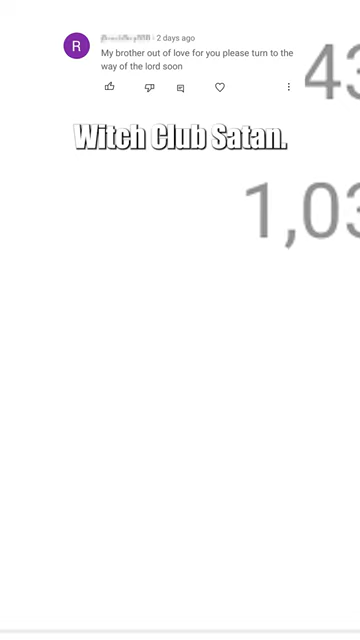 R
2 days ago
My brother out of love for you please turn to the
way of the lord soon
43
Witch Club Satan.
1,03